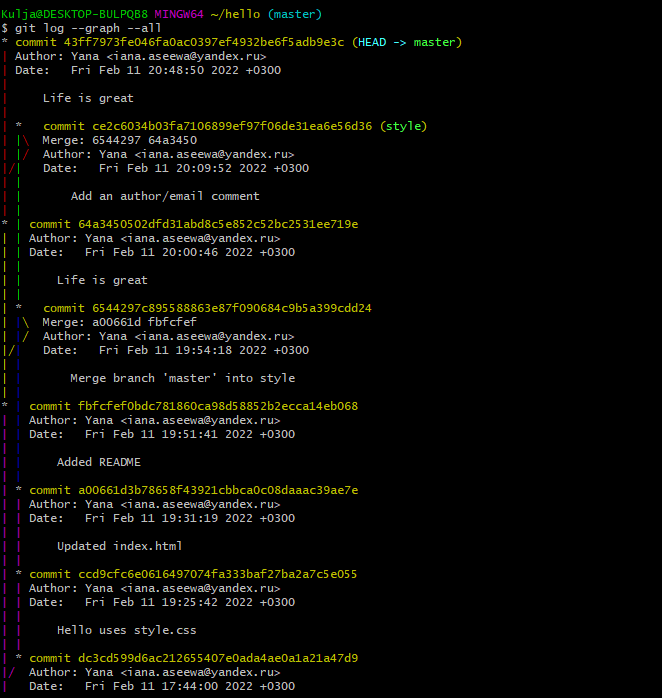 Kulja@DESKTOP-BULPQB8 MINGW64 ~/hello (master)
$ git log --graph --all
* commit 43ff7973fe046fa0ac0397ef4932be6f5adb9e3c (HEAD -> master)
| Author: Yana <iana.aseewa@yandex.ru>
| Date:   Fri Feb 11 20:48:50 2022 +0300
|
|     Life is great
|
| *   commit ce2c6034b03fa7106899ef97f06de31ea6e56d36 (style)
| |\  Merge: 6544297 64a3450
| |/  Author: Yana <iana.aseewa@yandex.ru>
|/|   Date:   Fri Feb 11 20:09:52 2022 +0300
| |
| |       Add an author/email comment
| |
* | commit 64a3450502dfd31abd8c5e852c52bc2531ee719e
| | Author: Yana <iana.aseewa@yandex.ru>
| | Date:   Fri Feb 11 20:00:46 2022 +0300
| |
| |     Life is great
| |
| *   commit 6544297c895588863e87f090684c9b5a399cdd24
| |\  Merge: a00661d fbfcfef
| |/  Author: Yana <iana.aseewa@yandex.ru>
|/|   Date:   Fri Feb 11 19:54:18 2022 +0300
| |
| |       Merge branch 'master' into style
| |
* | commit fbfcfef0bdc781860ca98d58852b2ecca14eb068
| | Author: Yana <iana.aseewa@yandex.ru>
| | Date:   Fri Feb 11 19:51:41 2022 +0300
| |
| |     Added README
| |
| * commit a00661d3b78658f43921cbbca0c08daaac39ae7e
| | Author: Yana <iana.aseewa@yandex.ru>
| | Date:   Fri Feb 11 19:31:19 2022 +0300
| |
| |     Updated index.html
| |
| * commit ccd9cfc6e0616497074fa333baf27ba2a7c5e055
| | Author: Yana <iana.aseewa@yandex.ru>
| | Date:   Fri Feb 11 19:25:42 2022 +0300
| |
| |     Hello uses style.css
| |
| * commit dc3cd599d6ac212655407e0ada4ae0a1a21a47d9
|/  Author: Yana <iana.aseewa@yandex.ru>
|   Date:   Fri Feb 11 17:44:00 2022 +0300